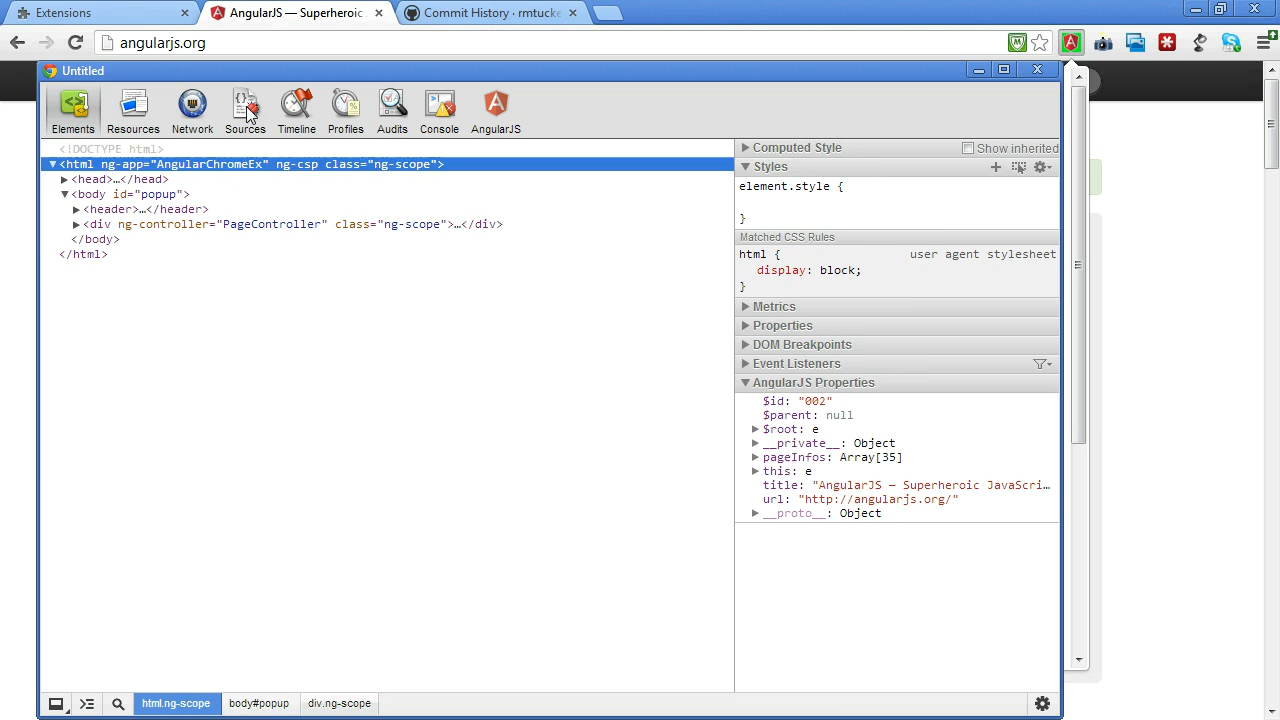 Extensions
AngularJS — Superheroic
Commit History · rmtucke
angularjs.org
Untitled
Elements
Resources
Network
Sources
Timeline
Profiles
Audits
Console
AngularJS
<!DOCTYPE html>
<html ng-app="AngularChromeEx" ng-csp class="ng-scope">
<head>…</head>
<body id="popup">
<header>…</header>
<div ng-controller="PageController" class="ng-scope">…</div>
</body>
</html>
Computed Style
Show inherited
Styles
element.style {
}
Matched CSS Rules
html { user agent stylesheet
display: block;
}
Metrics
Properties
DOM Breakpoints
Event Listeners
AngularJS Properties
$id: "002"
$parent: null
$root: e
__private__: Object
pageInfos: Array[35]
this: e
title: "AngularJS — Superheroic JavaScri…
url: "http://angularjs.org/"
__proto__: Object
html.ng-scope
body#popup
div.ng-scope